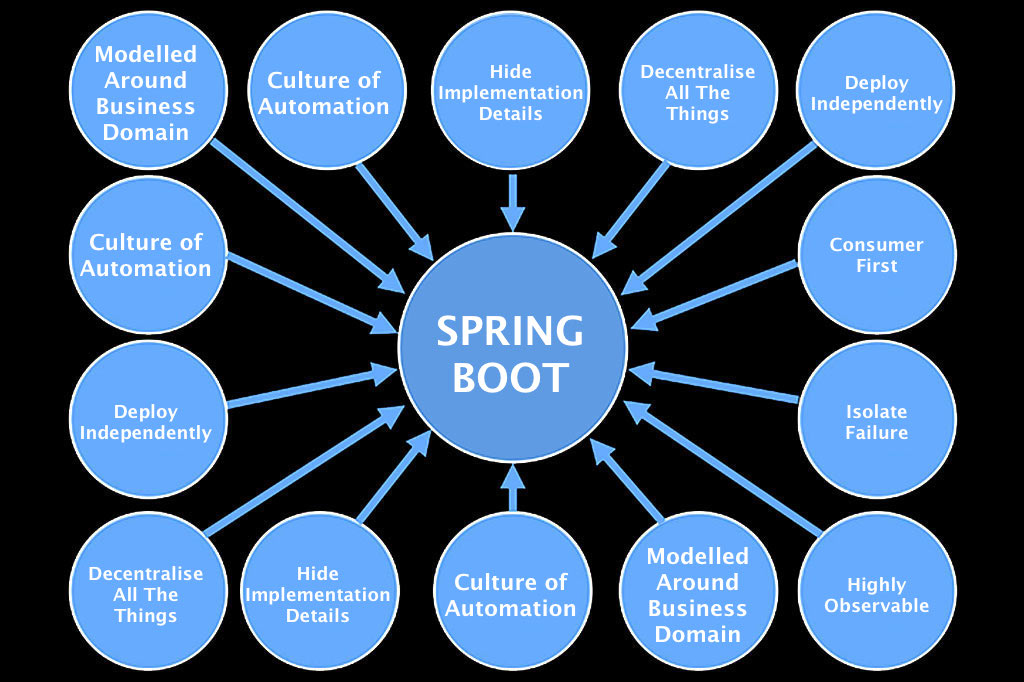 Modelled
Around
Business
Domain
Culture of
Automation
Hide
Implementation
Details
Decentralise
All The
Things
Deploy
Independently
Culture of
Automation
Consumer
First
SPRING
BOOT
Deploy
Independently
Isolate
Failure
Decentralise
All The
Things
Hide
Implementation
Details
Culture of
Automation
Modelled
Around
Business
Domain
Highly
Observable